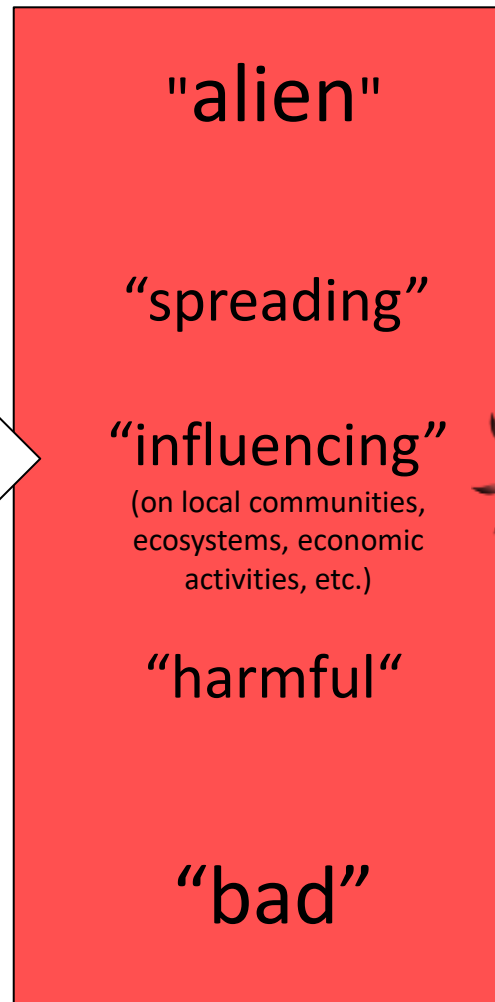 "alien"
“spreading”
“influencing”
(on local communities,
ecosystems, economic
activities, etc.)
“harmful“
“bad”